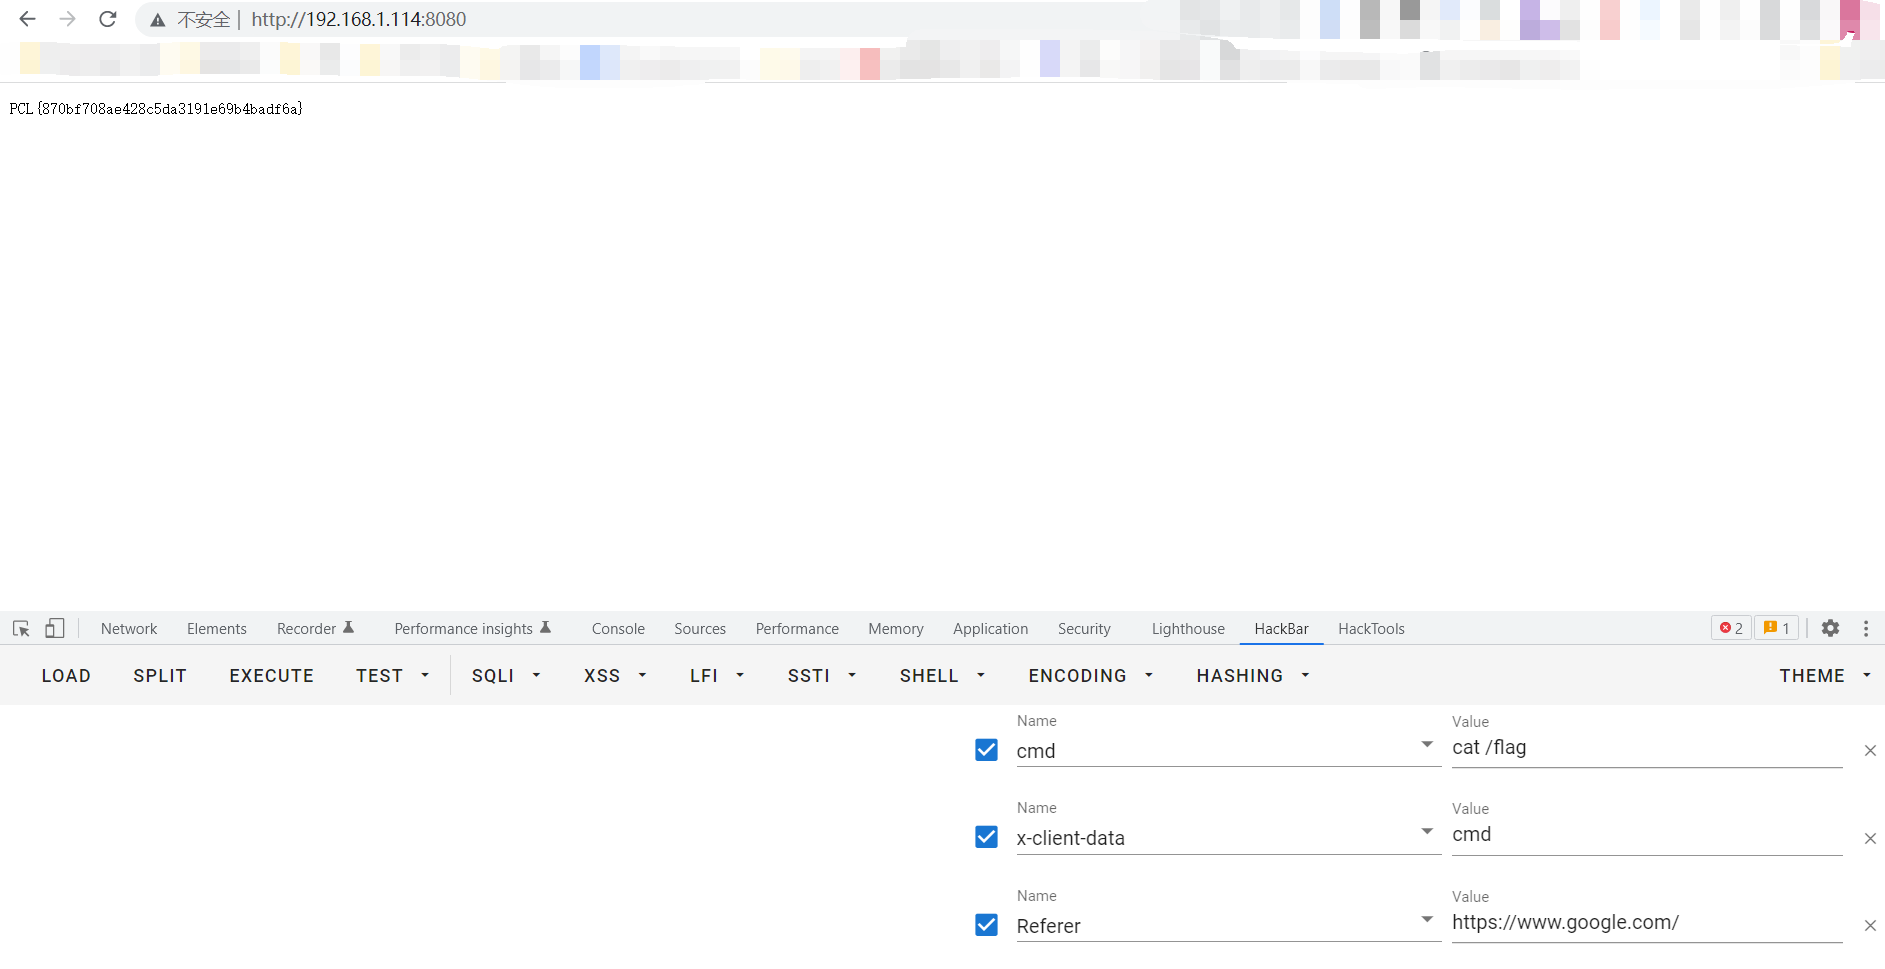 不安全 | http://192.168.1.114:8080
PCL{870bf708ae428c5da3191e69b4badf6a}
Network Elements Recorder Performance insights Console Sources Performance Memory Application Security Lighthouse HackBar HackTools 2 1
LOAD SPLIT EXECUTE TEST SQLI XSS LFI SSTI SHELL ENCODING HASHING THEME
Name Value
cmd cat /flag
Name Value
x-client-data cmd
Name Value
Referer https://www.google.com/